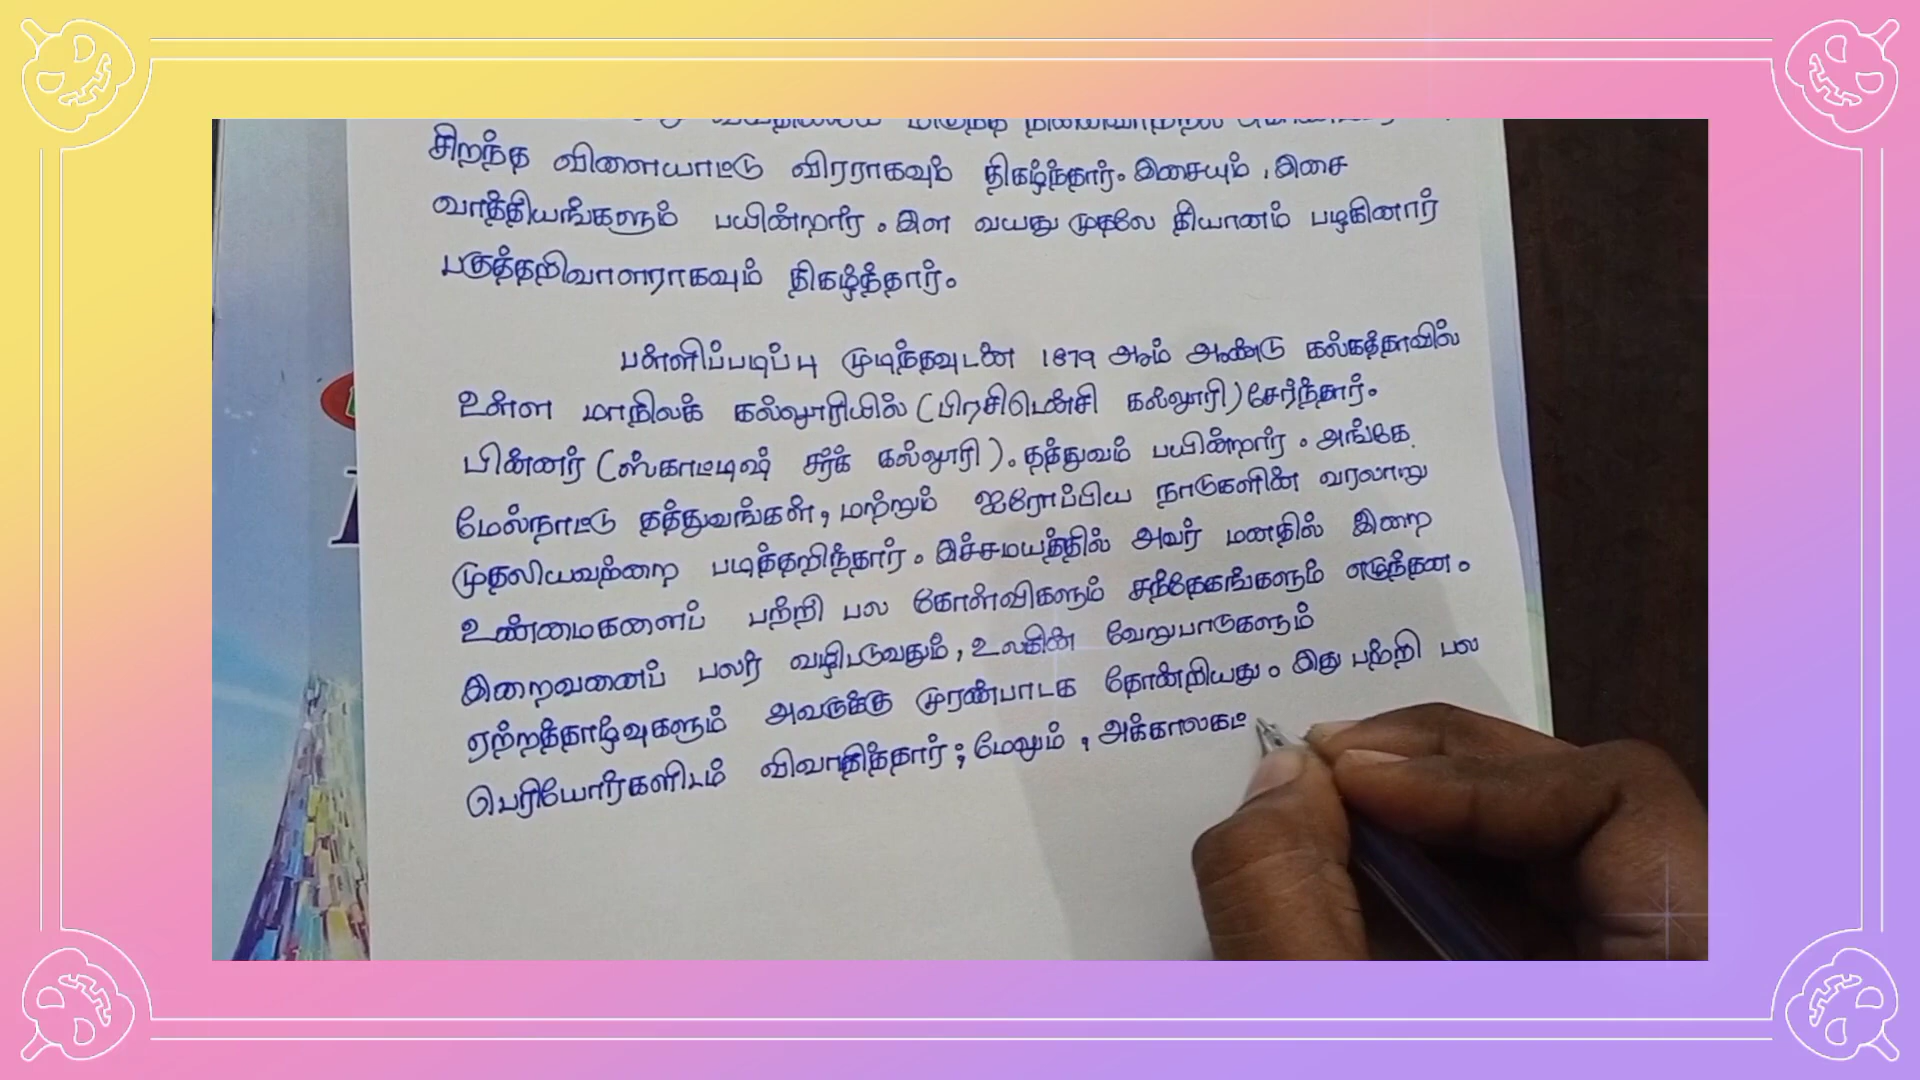 சிறந்த விளையாட்டு விரராகவும் திகழ்ந்தார். இசையும், இசை
வாத்தியங்களும் பயின்றார். இள வயது முதலே தியானம் படிகினார்
பகுத்தறிவாளராகவும் திகழ்த்தார்.
பள்ளிப்படிப்பு முடிந்தவுடனை 1879 ஆம் ஆண்டு கல்கத்தாவில்
உள்ள மாநிலக் கல்லூரியில் (பிரசிடென்சி கல்லூரி) சேர்ந்தார்.
பின்னர் (ஸ்காட்டிஷ் சர்க் கல்லூரி). தத்துவம் பயின்றார். அங்கே
மேல்நாட்டு தத்துவங்கள், மற்றும் ஐரோப்பிய நாடுகளின் வரலாறு
முதலியவற்றை படித்தறிந்தார். இச்சமயத்தில் அவர் மனதில் இறை
உண்மைகளைப் பற்றி பல கேள்விகளும் சந்தேகங்களும் எழுந்தன.
இறைவனைப் பலர் வழிபடுவதும், உலகின் வேறுபாடுகளும்
ஏற்றத்தாழ்வுகளும் அவருக்கு முரண்பாடக தோன்றியது. இது பற்றி பல
பெரியோர்களிடம் விவாதித்தார்; மேலும், அக்காலகட்